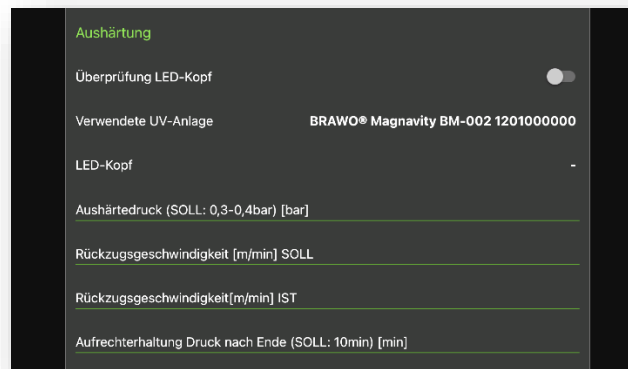 Aushärtung
Überprüfung LED-Kopf
Verwendete UV-Anlage BRAWO® Magnavity BM-002 1201000000
LED-Kopf -
Aushärtedruck (SOLL: 0,3-0,4bar) [bar]
Rückzugsgeschwindigkeit [m/min] SOLL
Rückzugsgeschwindigkeit[m/min] IST
Aufrechterhaltung Druck nach Ende (SOLL: 10min) [min]